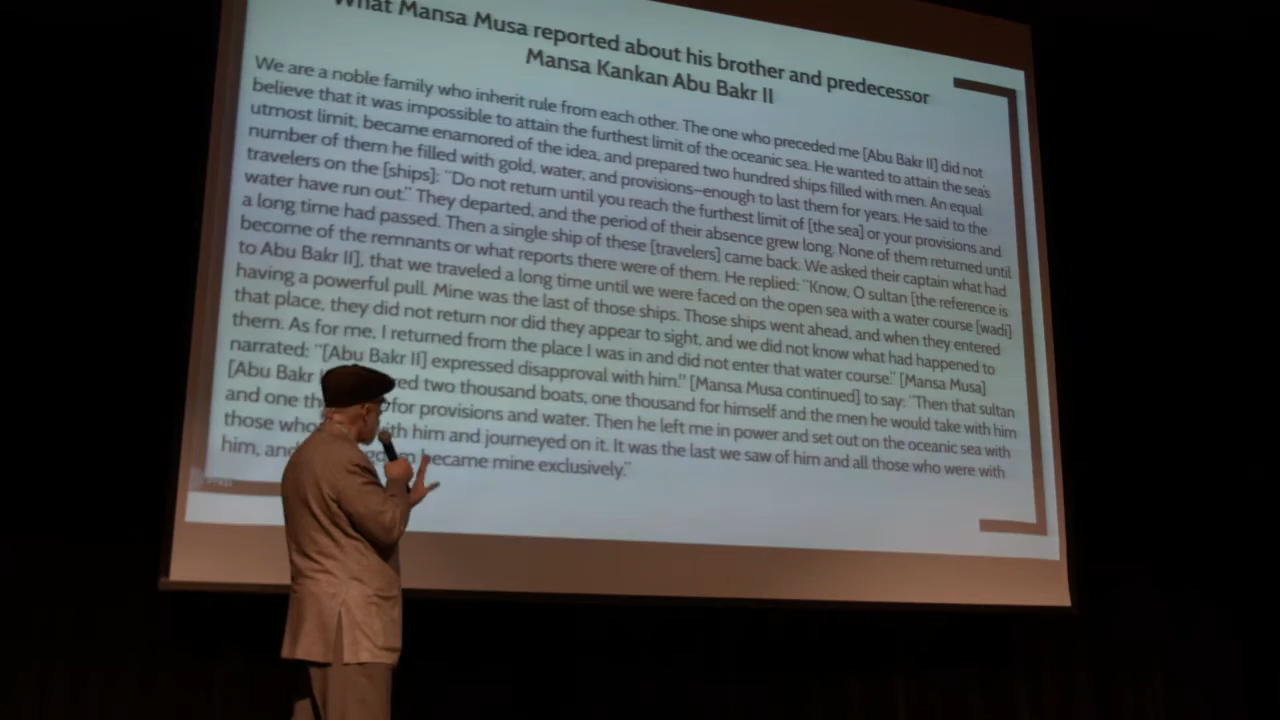 What Mansa Musa reported about his brother and predecessor
Mansa Kankan Abu Bakr II
We are a noble family who inherit rule from each other. The one who preceded me [Abu Bakr II] did not
believe that it was impossible to attain the furthest limit of the oceanic sea. He wanted to attain the sea's
utmost limit, became enamored of the idea, and prepared two hundred ships filled with men. An equal
number of them he filled with gold, water, and provisions—enough to last them for years. He said to the
travelers on the [ships]: "Do not return until you reach the furthest limit of [the sea] or your provisions and
water have run out." They departed, and the period of their absence grew long. None of them returned until
a long time had passed. Then a single ship of these [travelers] came back. We asked their captain what had
become of the remnants or what reports there were of them. He replied: "Know, O sultan [the reference is
to Abu Bakr II], that we traveled a long time until we were faced on the open sea with a water course [wadi]
having a powerful pull. Mine was the last of those ships. Those ships went ahead, and when they entered
that place, they did not return nor did they appear to sight, and we did not know what had happened to
them. As for me, I returned from the place I was in and did not enter that water course." [Mansa Musa]
narrated: "[Abu Bakr II] expressed disapproval with him." [Mansa Musa continued] to say: "Then that sultan
[Abu Bakr two thousand boats, one thousand for himself and the men he would take with him
and one for provisions and water. Then he left me in power and set out on the oceanic sea with
those who with him and journeyed on it. It was the last we saw of him and all those who were with
him, and became mine exclusively."